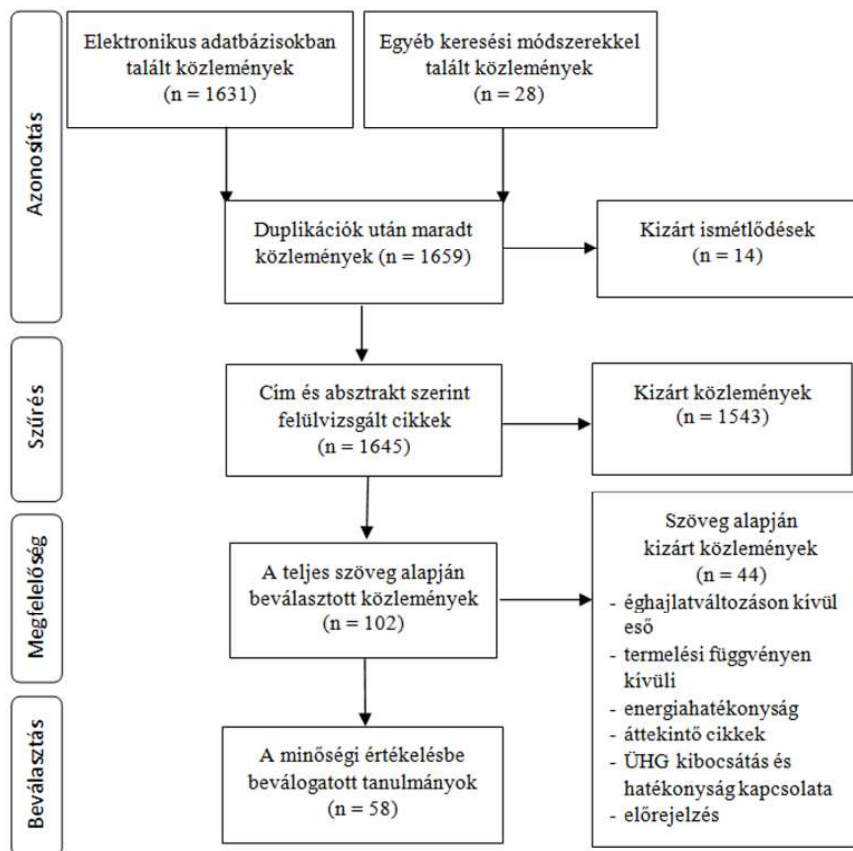 Azonosítás
Elektronikus adatbázisokban
talált közlemények
(n = 1631)
Egyéb keresési módszerekkel
talált közlemények
(n = 28)
Duplikációk után maradt
közlemények (n = 1659)
Kizárt ismétlődések
(n = 14)
Szűrés
Cím és absztrakt szerint
felülvizsgált cikkek
(n = 1645)
Kizárt közlemények
(n = 1543)
Megfelelőség
A teljes szöveg alapján
beválasztott közlemények
(n = 102)
Szöveg alapján
kizárt közlemények
(n = 44)
- éghajlatváltozáson kívül
eső
- termelési függvényen
kívüli
- energiahatékonyság
- áttekintő cikkek
- ÜHG kibocsátás és
hatékonyság kapcsolata
- előrejelzés
Beválasztás
A minőségi értékelésbe
beválogatott tanulmányok
(n = 58)